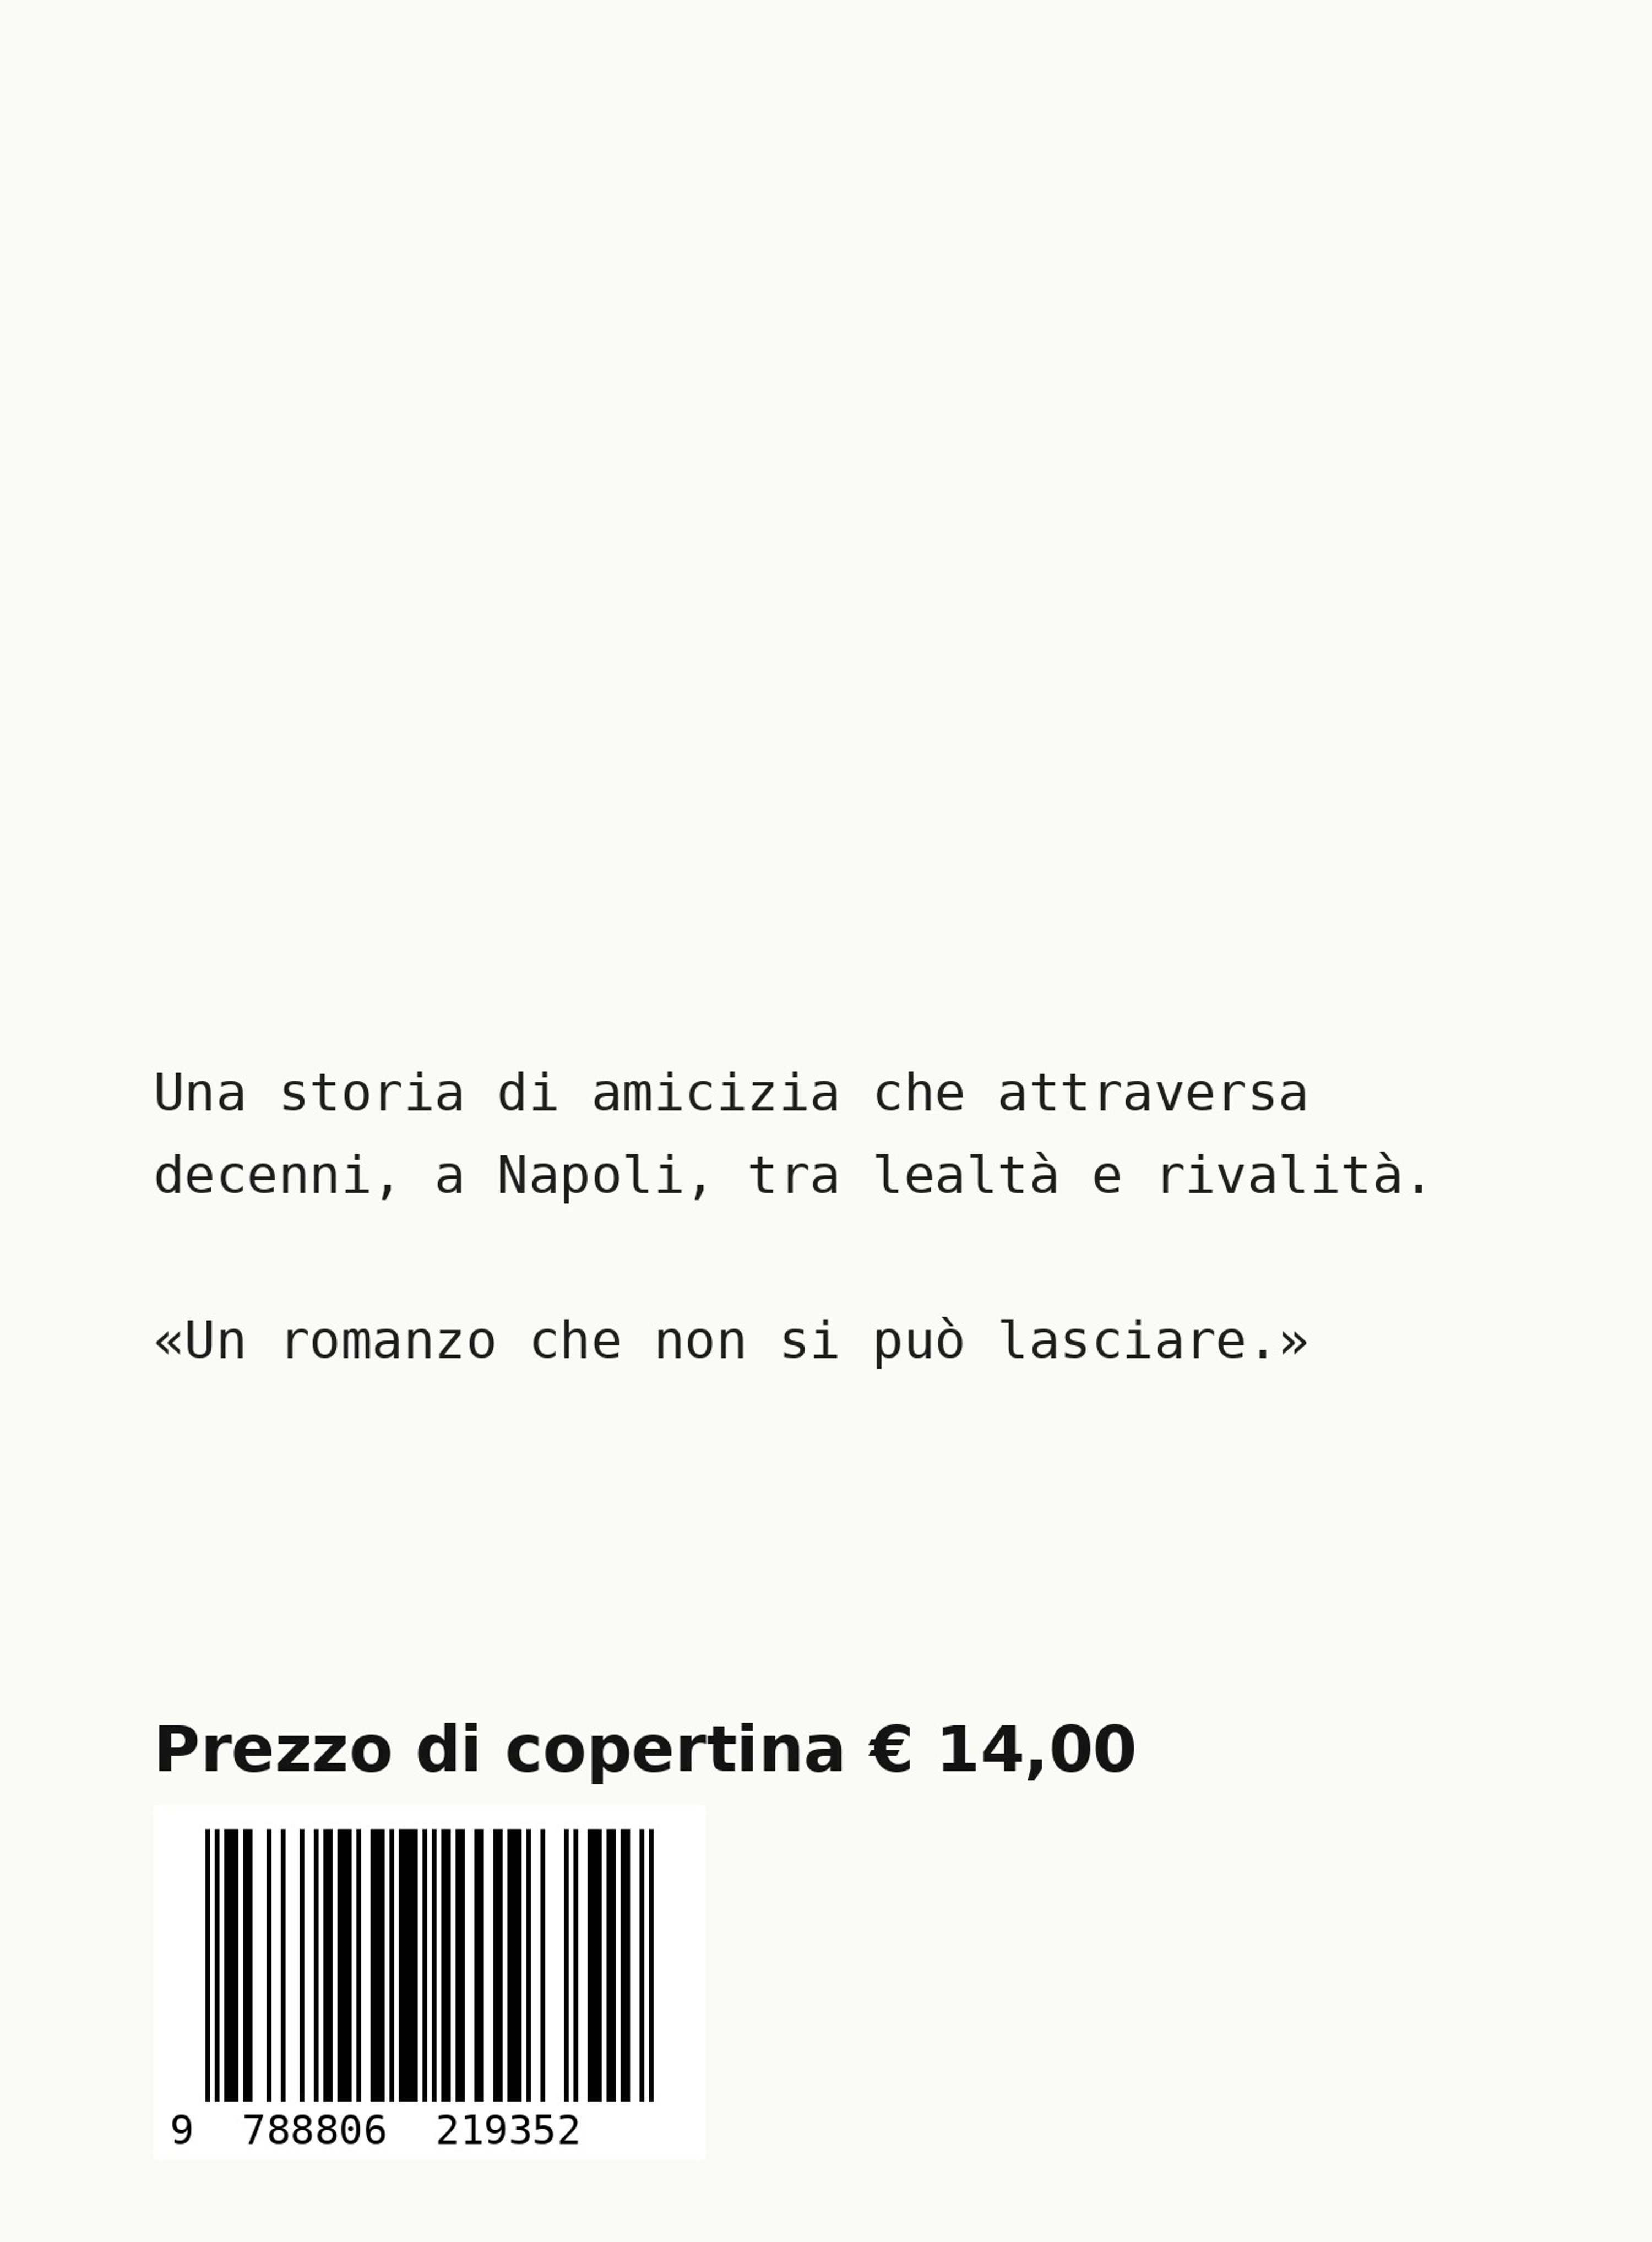 Una storia di amicizia che attraversa
decenni, a Napoli, tra lealtà e rivalità.
«Un romanzo che non si può lasciare.»
Prezzo di copertina € 14,00
9 788806 219352